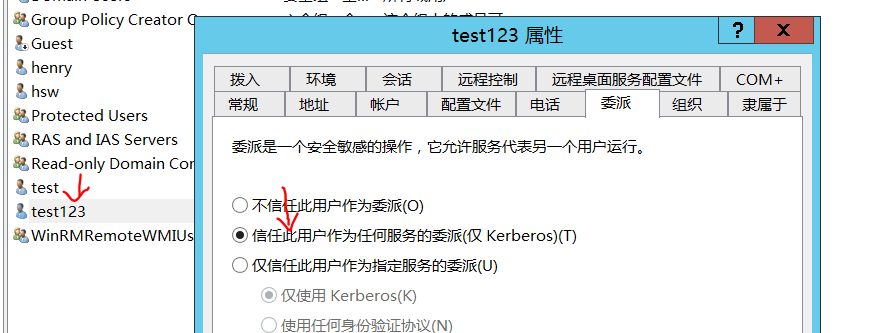 Group Policy Creator O
Guest
henry
hsw
Protected Users
RAS and IAS Servers
Read-only Domain Con
test
test123
WinRMRemoteWMIUs
test123 属性
?
X
拨入 环境 会话 远程控制 远程桌面服务配置文件 COM+
常规 地址 帐户 配置文件 电话 委派 组织 隶属于
委派是一个安全敏感的操作，它允许服务代表另一个用户运行。
不信任此用户作为委派(O)
信任此用户作为任何服务的委派(仅 Kerberos)(T)
仅信任此用户作为指定服务的委派(U)
仅使用 Kerberos(K)
使用任何身份验证协议(N)